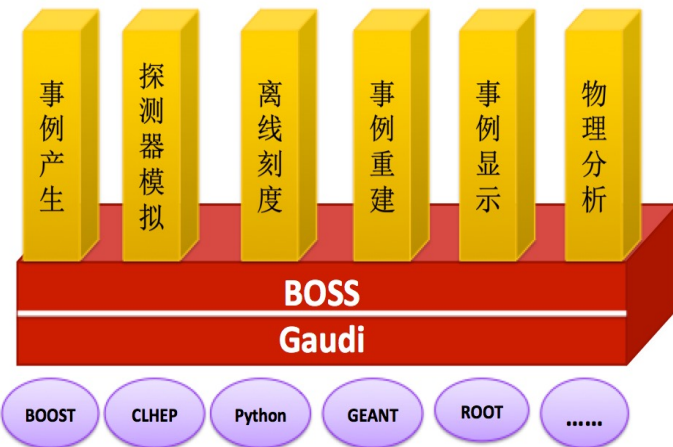 事例产生
探测器模拟
离线刻度
事例重建
事例显示
物理分析
BOSS
Gaudi
BOOST
CLHEP
Python
GEANT
ROOT
……